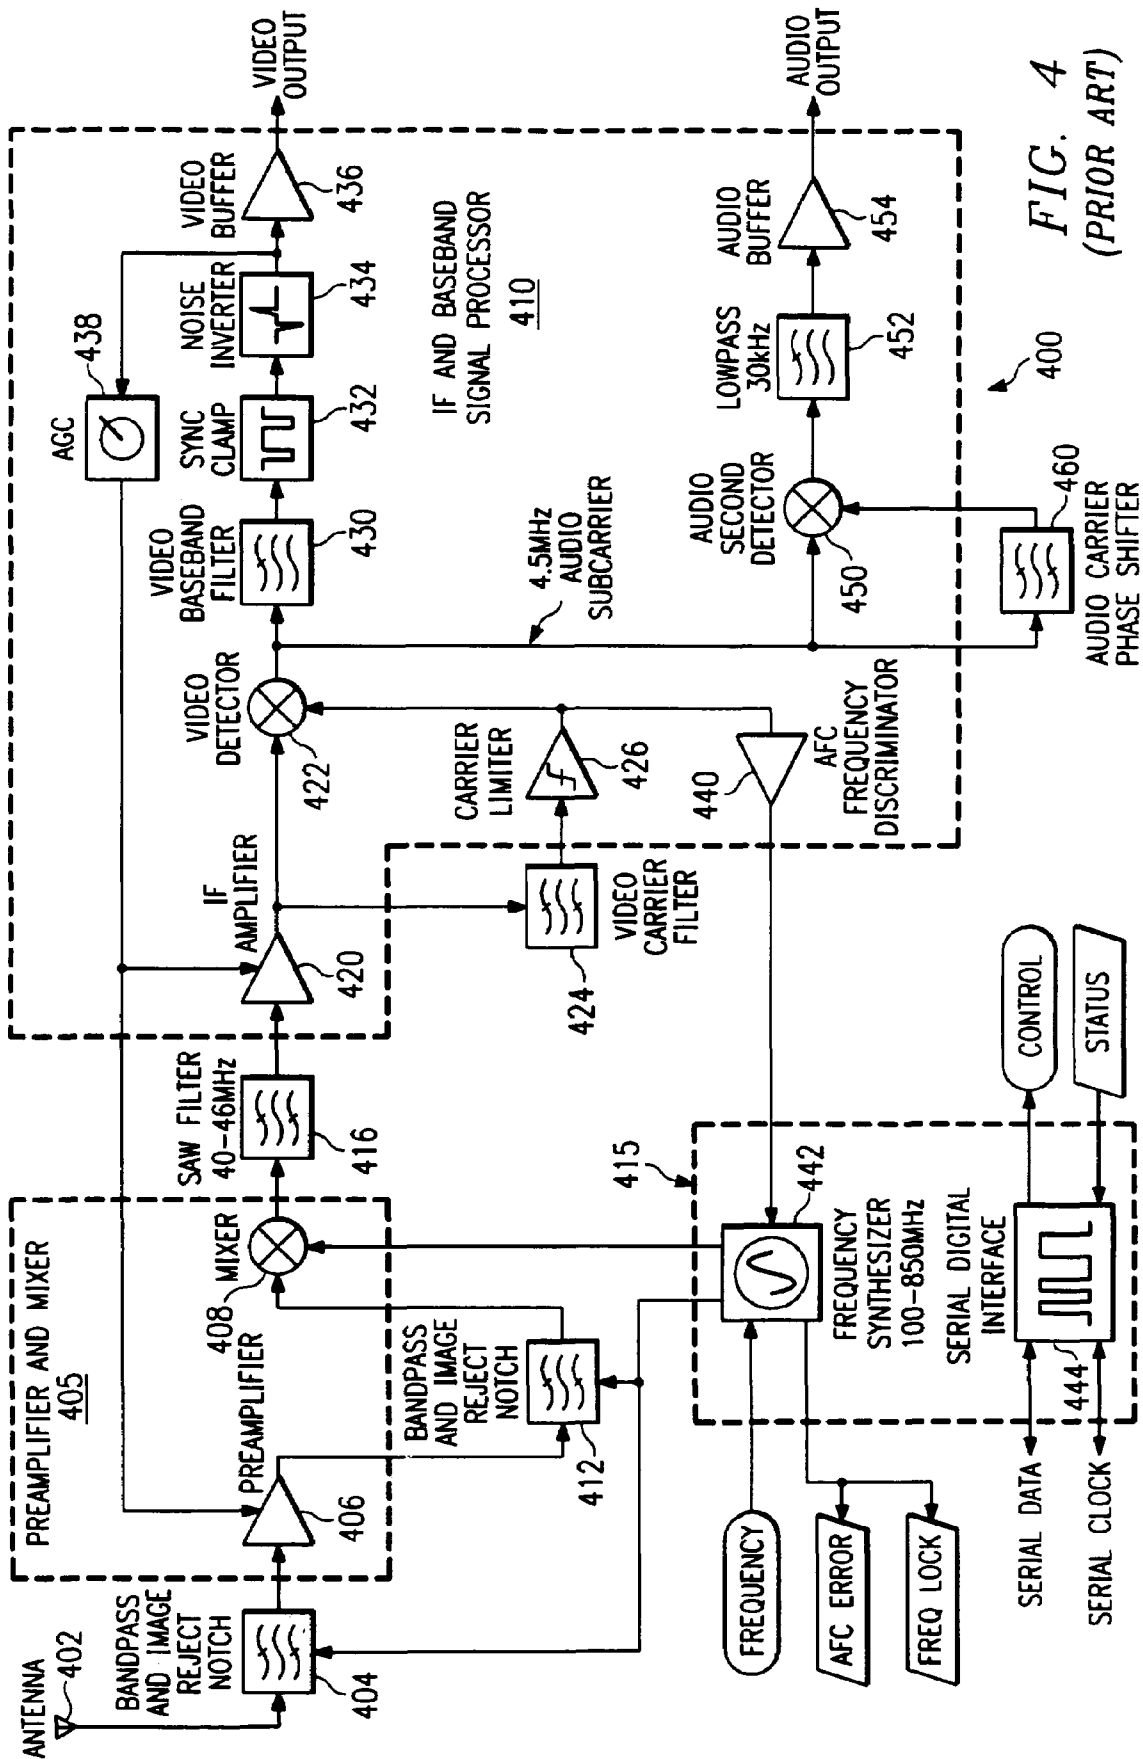 ANTENNA
402
BANDPASS
AND IMAGE
REJECT
NOTCH
404
PREAMPLIFIER AND MIXER
405
PREAMPLIFIER
406
BANDPASS
AND IMAGE
REJECT
NOTCH
412
MIXER
408
SAW FILTER
40-46MHz
416
IF
AMPLIFIER
420
VIDEO
DETECTOR
422
VIDEO
CARRIER
FILTER
424
CARRIER
LIMITER
426
AGC
438
VIDEO
BASEBAND
FILTER
430
SYNC
CLAMP
432
NOISE
INVERTER
434
VIDEO
BUFFER
436
VIDEO
OUTPUT
IF AND BASEBAND
SIGNAL PROCESSOR
410
4.5MHz
AUDIO
SUBCARRIER
AUDIO
SECOND
DETECTOR
450
LOWPASS
30kHz
452
AUDIO
BUFFER
454
AUDIO
OUTPUT
440
AFC
FREQUENCY
DISCRIMINATOR
460
AUDIO CARRIER
PHASE SHIFTER
400
415
442
FREQUENCY
SYNTHESIZER
100-850MHz
SERIAL DIGITAL
INTERFACE
444
FREQUENCY
AFC ERROR
FREQ LOCK
SERIAL DATA
SERIAL CLOCK
CONTROL
STATUS
FIG. 4
(PRIOR ART)